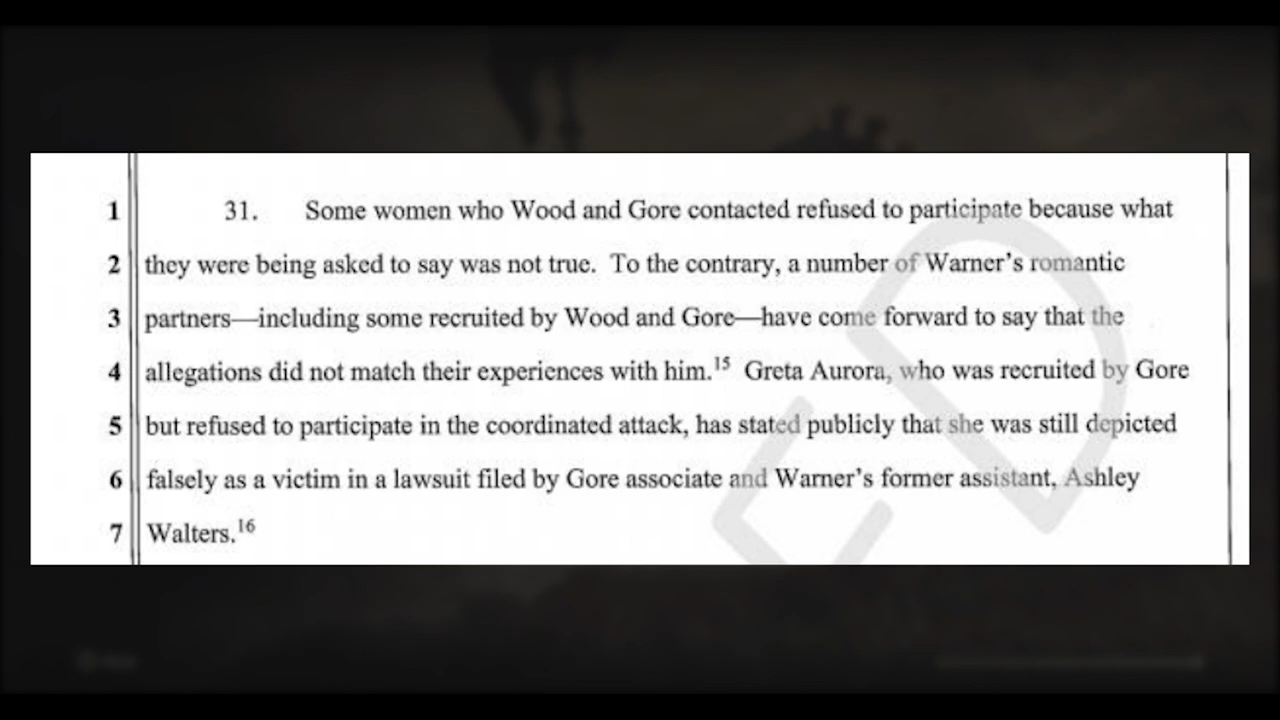 1 31. Some women who Wood and Gore contacted refused to participate because what
2 they were being asked to say was not true. To the contrary, a number of Warner's romantic
3 partners—including some recruited by Wood and Gore—have come forward to say that the
4 allegations did not match their experiences with him.15 Greta Aurora, who was recruited by Gore
5 but refused to participate in the coordinated attack, has stated publicly that she was still depicted
6 falsely as a victim in a lawsuit filed by Gore associate and Warner's former assistant, Ashley
7 Walters.16